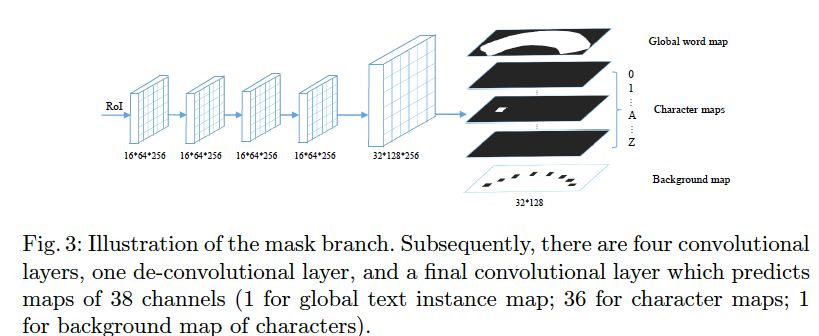 Global word map
RoI
0
1
⋮
A
⋮
Z
Character maps
16*64*256
16*64*256
16*64*256
16*64*256
32*128*256
Background map
32*128
Fig. 3: Illustration of the mask branch. Subsequently, there are four convolutional
layers, one de-convolutional layer, and a final convolutional layer which predicts
maps of 38 channels (1 for global text instance map; 36 for character maps; 1
for background map of characters).